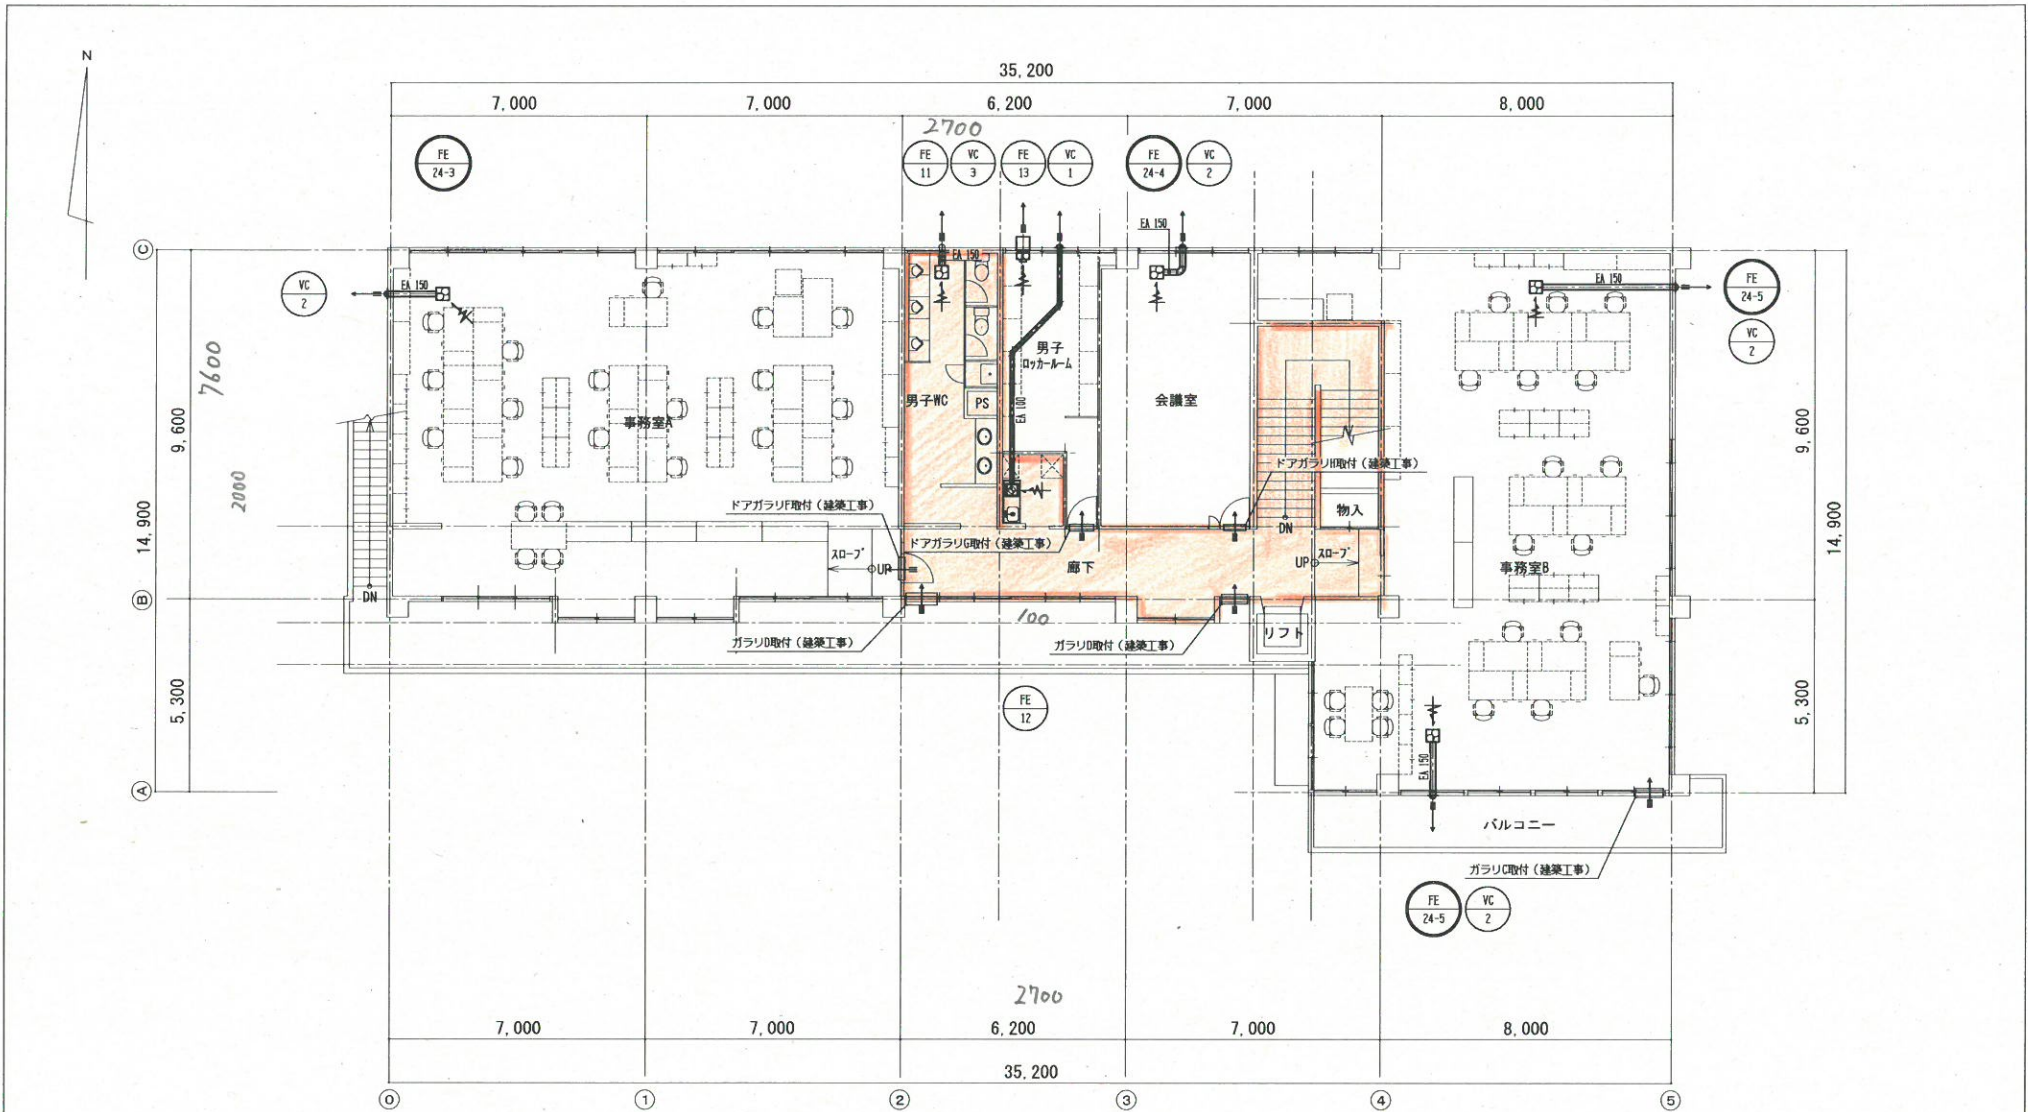 N
35,200
7,000
7,000
6,200
7,000
8,000
2700
FE
24-3
FE
11
VC
3
FE
13
VC
1
FE
24-4
VC
2
EA 150
EA 150
C
C
VC
2
EA 150
EA 150
FE
24-5
VC
2
7600
9,600
2000
14,900
事務室A
男子WC
PS
男子
ロッカールーム
EA 100
会議室
9,600
14,900
ドアガラリH取付（建築工事）
ドアガラリF取付（建築工事）
ドアガラリG取付（建築工事）
物入
DN
スロープ
UP
廊下
UP
スロープ
事務室B
B
DN
100
リフト
ガラリD取付（建築工事）
ガラリD取付（建築工事）
5,300
5,300
FE
12
EA 150
A
バルコニー
ガラリC取付（建築工事）
FE
24-5
VC
2
2700
7,000
7,000
6,200
7,000
8,000
35,200
0
1
2
3
4
5